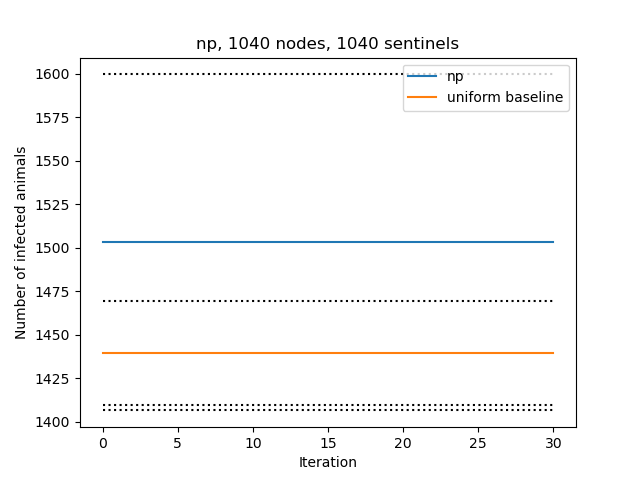 np, 1040 nodes, 1040 sentinels
np
uniform baseline
Number of infected animals
1600
1575
1550
1525
1500
1475
1450
1425
1400
0 5 10 15 20 25 30
Iteration